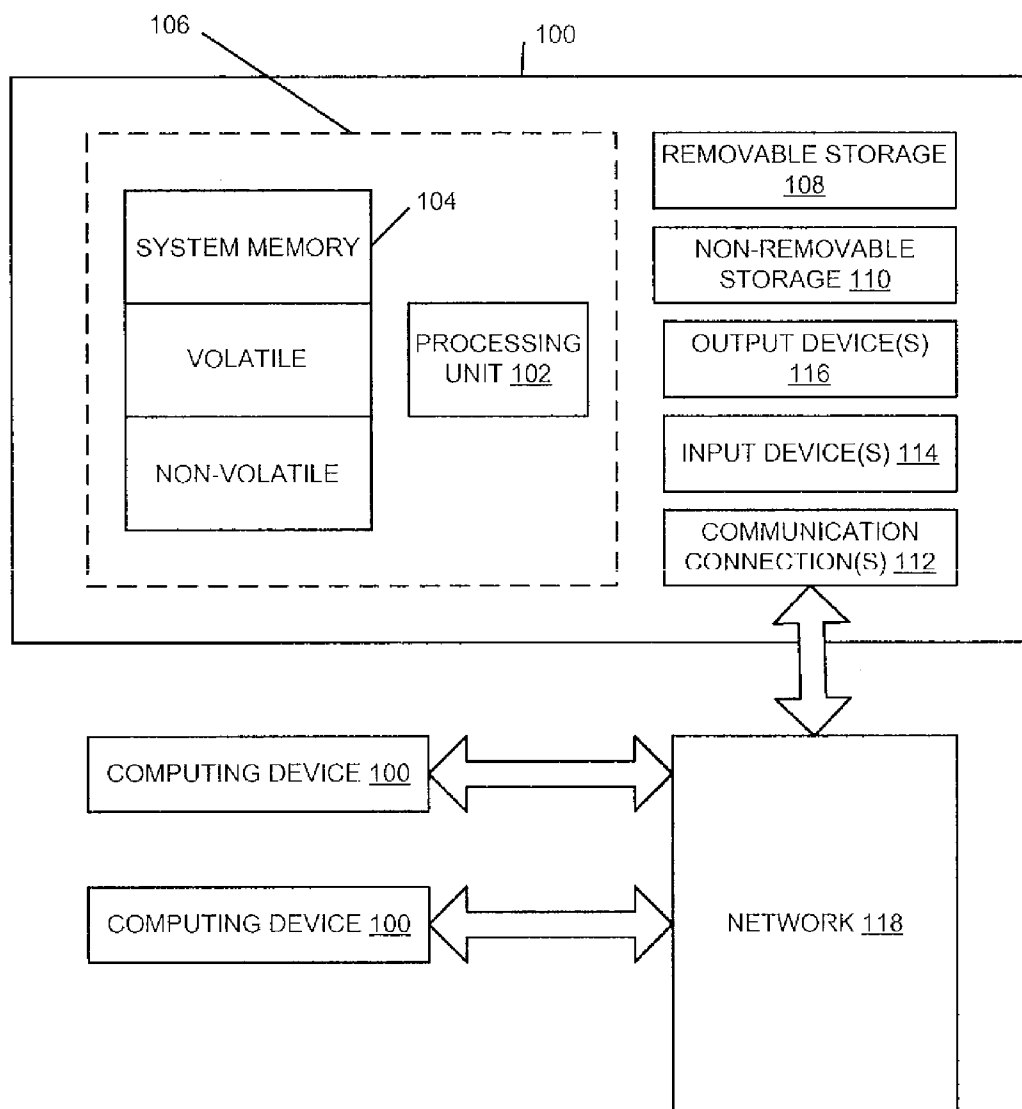 106
100
104
SYSTEM MEMORY
VOLATILE
NON-VOLATILE
PROCESSING
UNIT 102
REMOVABLE STORAGE
108
NON-REMOVABLE
STORAGE 110
OUTPUT DEVICE(S)
116
INPUT DEVICE(S) 114
COMMUNICATION
CONNECTION(S) 112
COMPUTING DEVICE 100
COMPUTING DEVICE 100
NETWORK 118